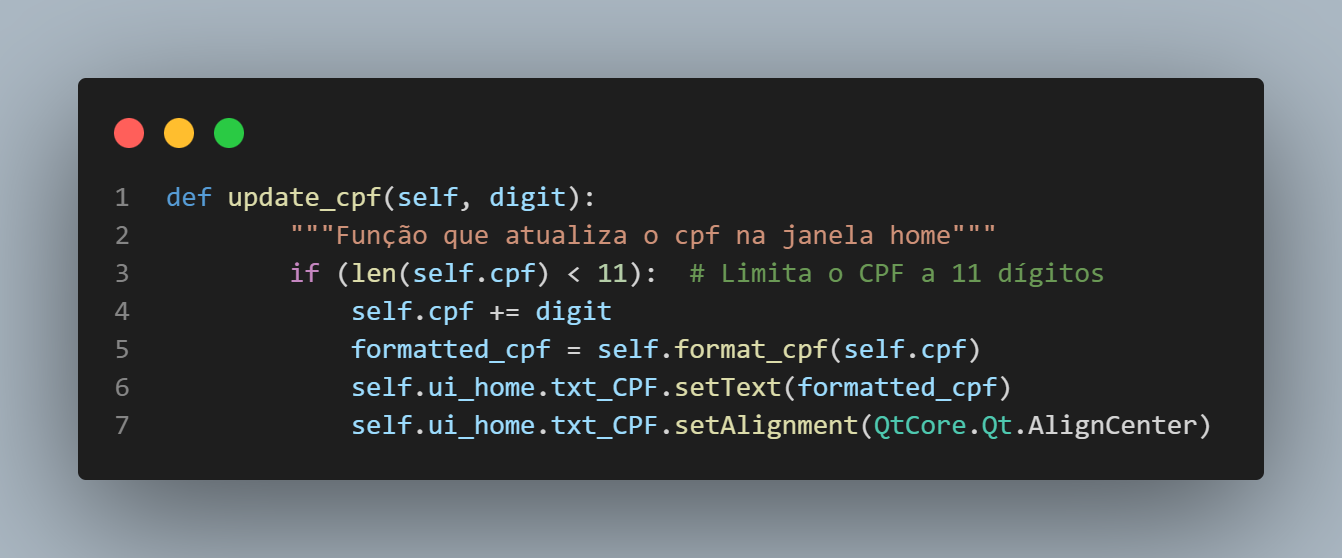 1 def update_cpf(self, digit):
2 """Função que atualiza o cpf na janela home"""
3 if (len(self.cpf) < 11):  # Limita o CPF a 11 dígitos
4 self.cpf += digit
5 formatted_cpf = self.format_cpf(self.cpf)
6 self.ui_home.txt_CPF.setText(formatted_cpf)
7 self.ui_home.txt_CPF.setAlignment(QtCore.Qt.AlignCenter)